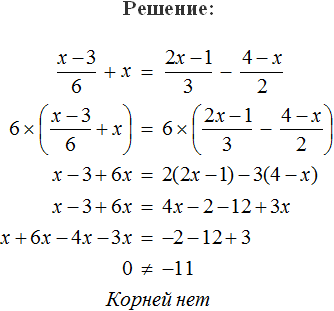 Решение:
(x−3)/6 + x = (2x−1)/3 − (4−x)/2
6×((x−3)/6 + x) = 6×((2x−1)/3 − (4−x)/2)
x−3+6x = 2(2x−1)−3(4−x)
x−3+6x = 4x−2−12+3x
x+6x−4x−3x = −2−12+3
0 ≠ −11
Корней нет